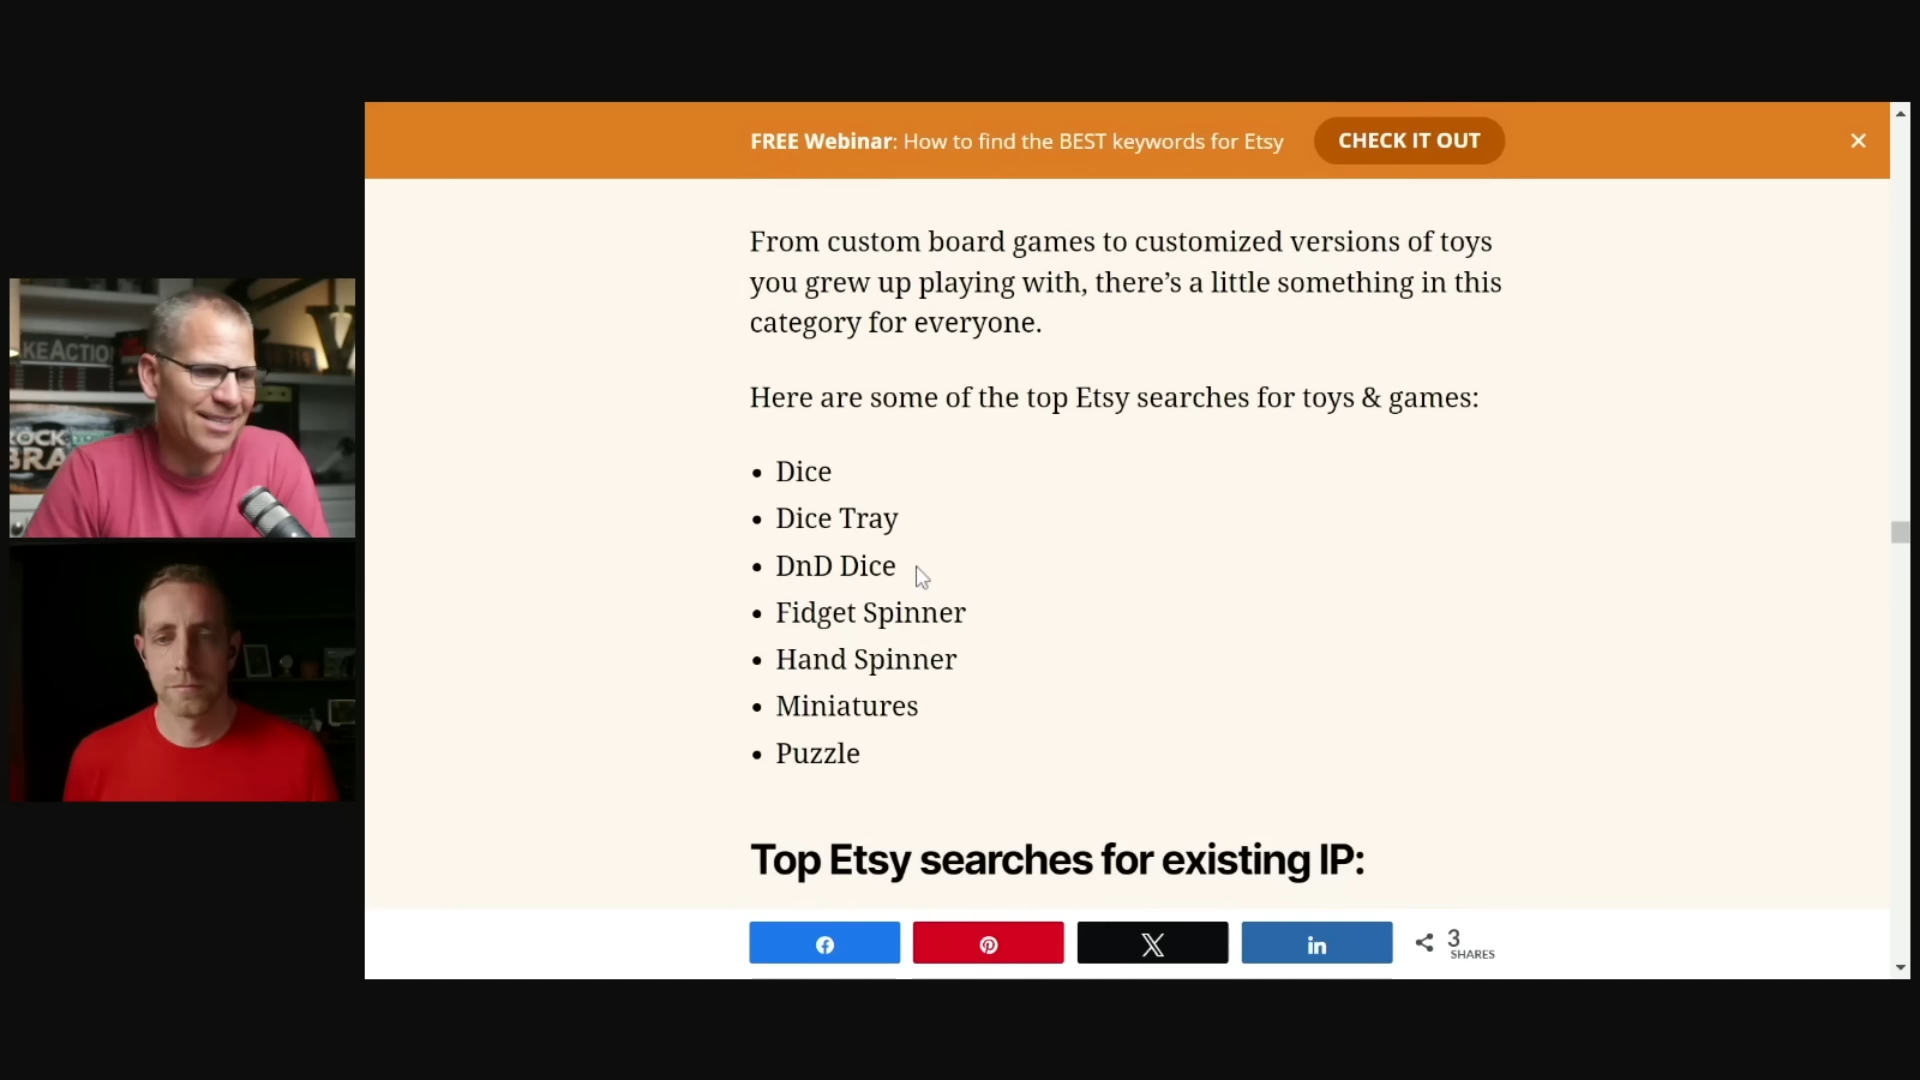 FREE Webinar: How to find the BEST keywords for Etsy
CHECK IT OUT
From custom board games to customized versions of toys
you grew up playing with, there’s a little something in this
category for everyone.
Here are some of the top Etsy searches for toys & games:
• Dice
• Dice Tray
• DnD Dice
• Fidget Spinner
• Hand Spinner
• Miniatures
• Puzzle
Top Etsy searches for existing IP:
3
SHARES
KEACTIO
OCK
BRA